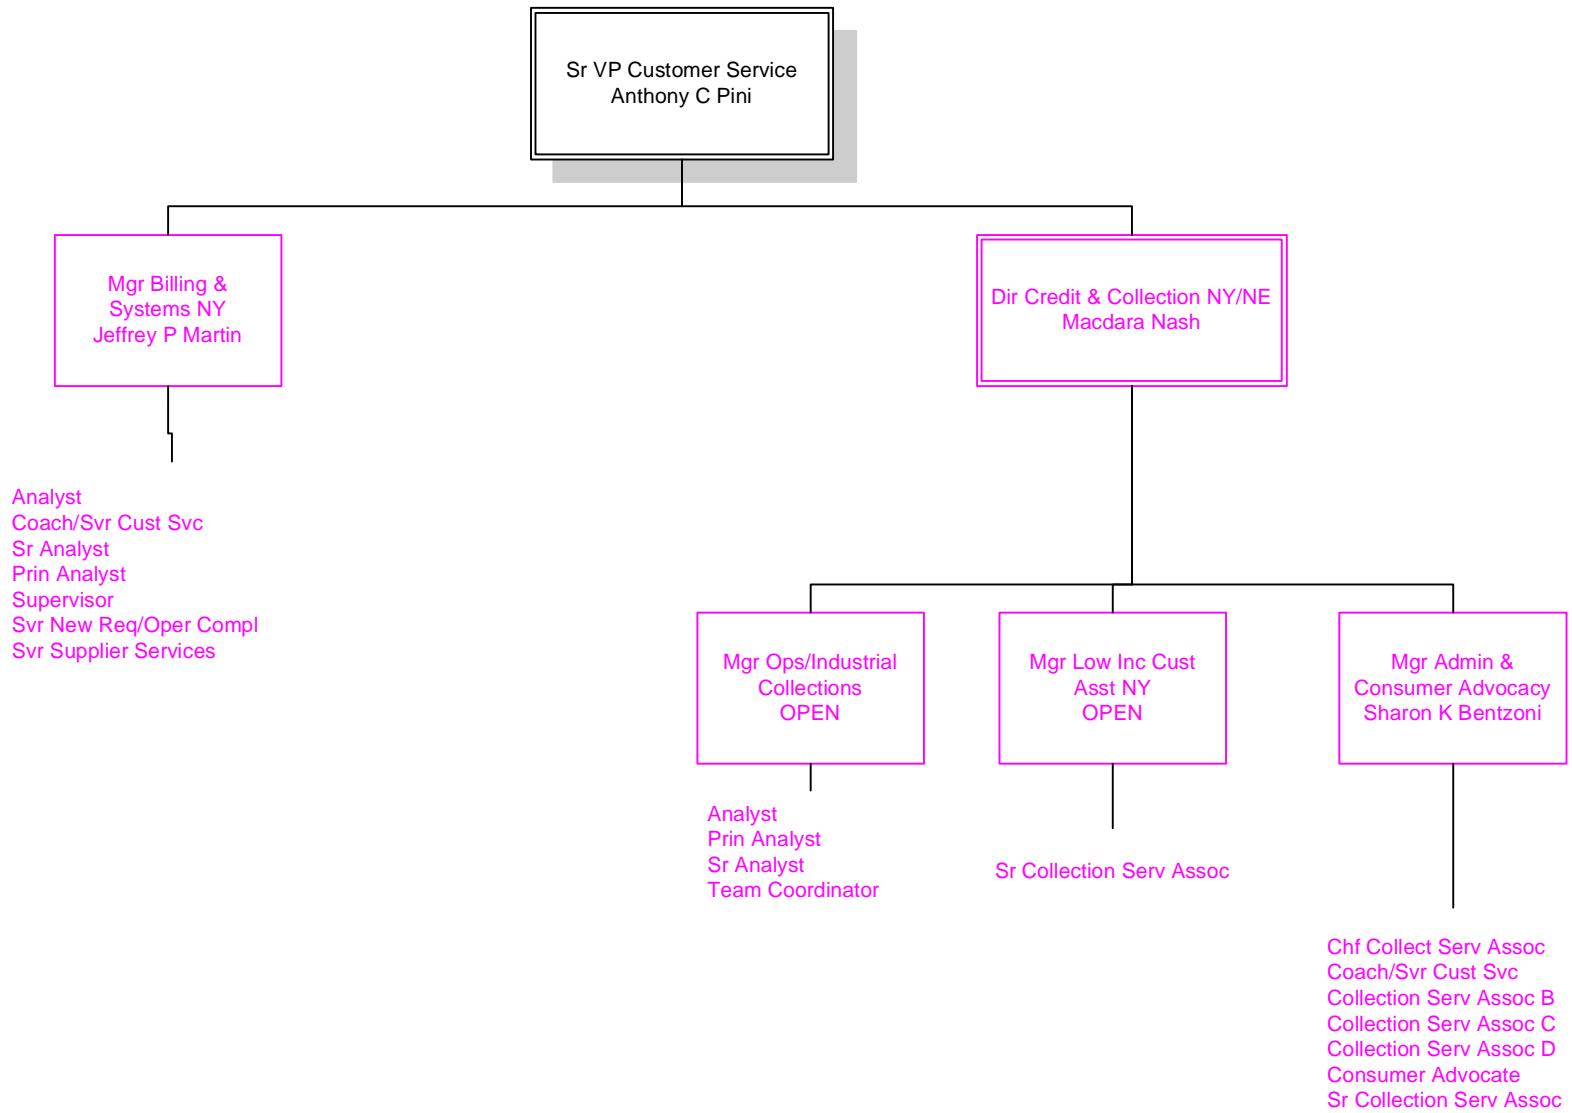 Sr VP Customer Service
Anthony C Pini
Mgr Billing &
Systems NY
Jeffrey P Martin
Dir Credit & Collection NY/NE
Macdara Nash
Analyst
Coach/Svr Cust Svc
Sr Analyst
Prin Analyst
Supervisor
Svr New Req/Oper Compl
Svr Supplier Services
Mgr Ops/Industrial
Collections
OPEN
Mgr Low Inc Cust
Asst NY
OPEN
Mgr Admin &
Consumer Advocacy
Sharon K Bentzoni
Analyst
Prin Analyst
Sr Analyst
Team Coordinator
Sr Collection Serv Assoc
Chf Collect Serv Assoc
Coach/Svr Cust Svc
Collection Serv Assoc B
Collection Serv Assoc C
Collection Serv Assoc D
Consumer Advocate
Sr Collection Serv Assoc